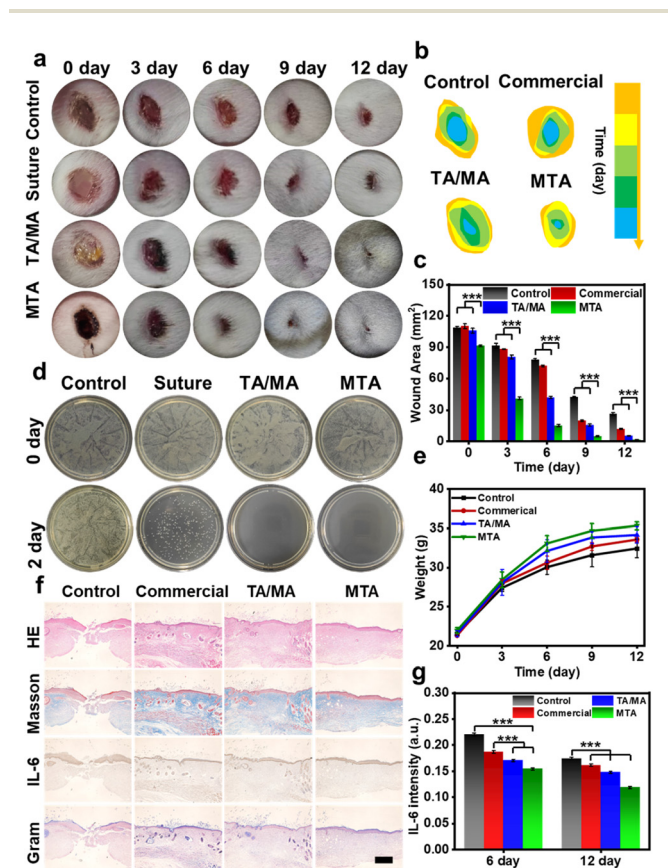 a
0 day 3 day 6 day 9 day 12 day
Control
Suture
TA/MA
MTA
b
Control Commercial
TA/MA MTA
Time (day)
c
Control Commercial
TA/MA MTA
*** *** *** *** ***
Wound Area (mm²)
150
120
90
60
30
0
0 3 6 9 12
Time (day)
d
Control Suture TA/MA MTA
0 day
2 day
e
Control
Commerical
TA/MA
MTA
Weight (g)
40
35
30
25
20
0 3 6 9 12
Time (day)
f
Control Commercial TA/MA MTA
HE
Masson
IL-6
Gram
g
Control TA/MA
Commercial MTA
*** *** ***
IL-6 intensity (a.u.)
0.30
0.25
0.20
0.15
0.10
0.05
0.00
6 day 12 day